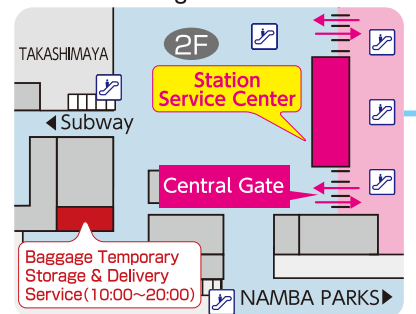 2F
TAKASHIMAYA
Station
Service Center
◀Subway
Central Gate
Baggage Temporary
Storage & Delivery
Service(10:00~20:00)
NAMBA PARKS▶